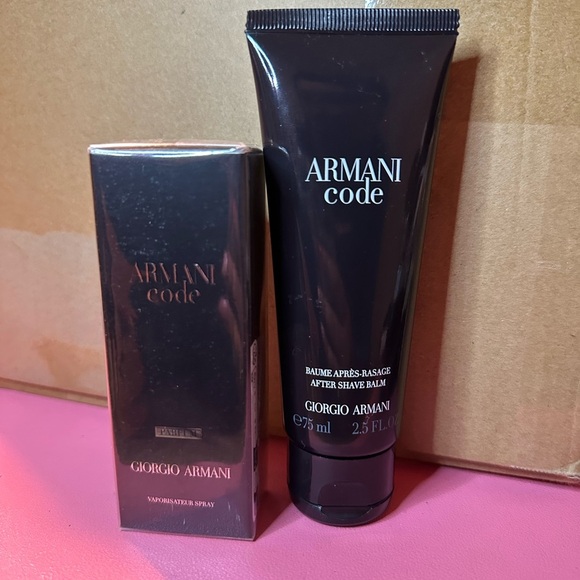 ARMANI
code
PARFUM
GIORGIO ARMANI
VAPORISATEUR SPRAY
ARMANI
code
BAUME APRÈS-RASAGE
AFTER SHAVE BALM
GIORGIO ARMANI
℮75 ml 2.5 FL.